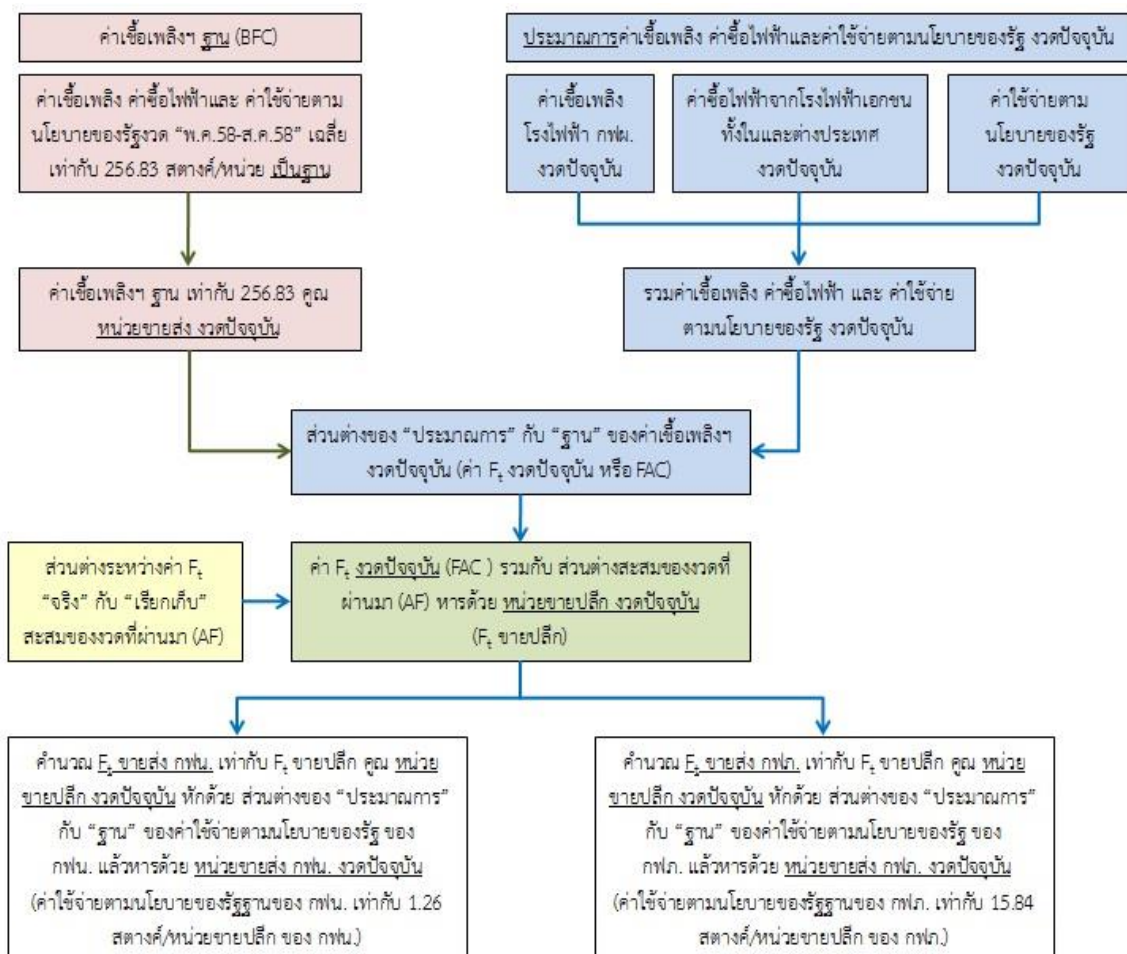 ค่าเชื้อเพลิงฯ ฐาน (BFC)
ประมาณการค่าเชื้อเพลิง ค่าซื้อไฟฟ้าและค่าใช้จ่ายตามนโยบายของรัฐ งวดปัจจุบัน
ค่าเชื้อเพลิง ค่าซื้อไฟฟ้าและ ค่าใช้จ่ายตาม
นโยบายของรัฐงวด “พ.ค.58-ส.ค.58” เฉลี่ย
เท่ากับ 256.83 สตางค์/หน่วย เป็นฐาน
ค่าเชื้อเพลิง
โรงไฟฟ้า กฟผ.
งวดปัจจุบัน
ค่าซื้อไฟฟ้าจากโรงไฟฟ้าเอกชน
ทั้งในและต่างประเทศ
งวดปัจจุบัน
ค่าใช้จ่ายตาม
นโยบายของรัฐ
งวดปัจจุบัน
ค่าเชื้อเพลิงฯ ฐาน เท่ากับ 256.83 คูณ
หน่วยขายส่ง งวดปัจจุบัน
รวมค่าเชื้อเพลิง ค่าซื้อไฟฟ้า และ ค่าใช้จ่าย
ตามนโยบายของรัฐ งวดปัจจุบัน
ส่วนต่างของ “ประมาณการ” กับ “ฐาน” ของค่าเชื้อเพลิงฯ
งวดปัจจุบัน (ค่า Fₜ งวดปัจจุบัน หรือ FAC)
ส่วนต่างระหว่างค่า Fₜ
“จริง” กับ “เรียกเก็บ”
สะสมของงวดที่ผ่านมา (AF)
ค่า Fₜ งวดปัจจุบัน (FAC ) รวมกับ ส่วนต่างสะสมของงวดที่
ผ่านมา (AF) หารด้วย หน่วยขายปลีก งวดปัจจุบัน
(Fₜ ขายปลีก)
คำนวณ Fₜ ขายส่ง กฟน. เท่ากับ Fₜ ขายปลีก คูณ หน่วย
ขายปลีก งวดปัจจุบัน หักด้วย ส่วนต่างของ “ประมาณการ”
กับ “ฐาน” ของค่าใช้จ่ายตามนโยบายของรัฐ ของ
กฟน. แล้วหารด้วย หน่วยขายส่ง กฟน. งวดปัจจุบัน
(ค่าใช้จ่ายตามนโยบายของรัฐฐานของ กฟน. เท่ากับ 1.26
สตางค์/หน่วยขายปลีก ของ กฟน.)
คำนวณ Fₜ ขายส่ง กฟภ. เท่ากับ Fₜ ขายปลีก คูณ หน่วย
ขายปลีก งวดปัจจุบัน หักด้วย ส่วนต่างของ “ประมาณการ”
กับ “ฐาน” ของค่าใช้จ่ายตามนโยบายของรัฐ ของ
กฟภ. แล้วหารด้วย หน่วยขายส่ง กฟภ. งวดปัจจุบัน
(ค่าใช้จ่ายตามนโยบายของรัฐฐานของ กฟภ. เท่ากับ 15.84
สตางค์/หน่วยขายปลีก ของ กฟภ.)